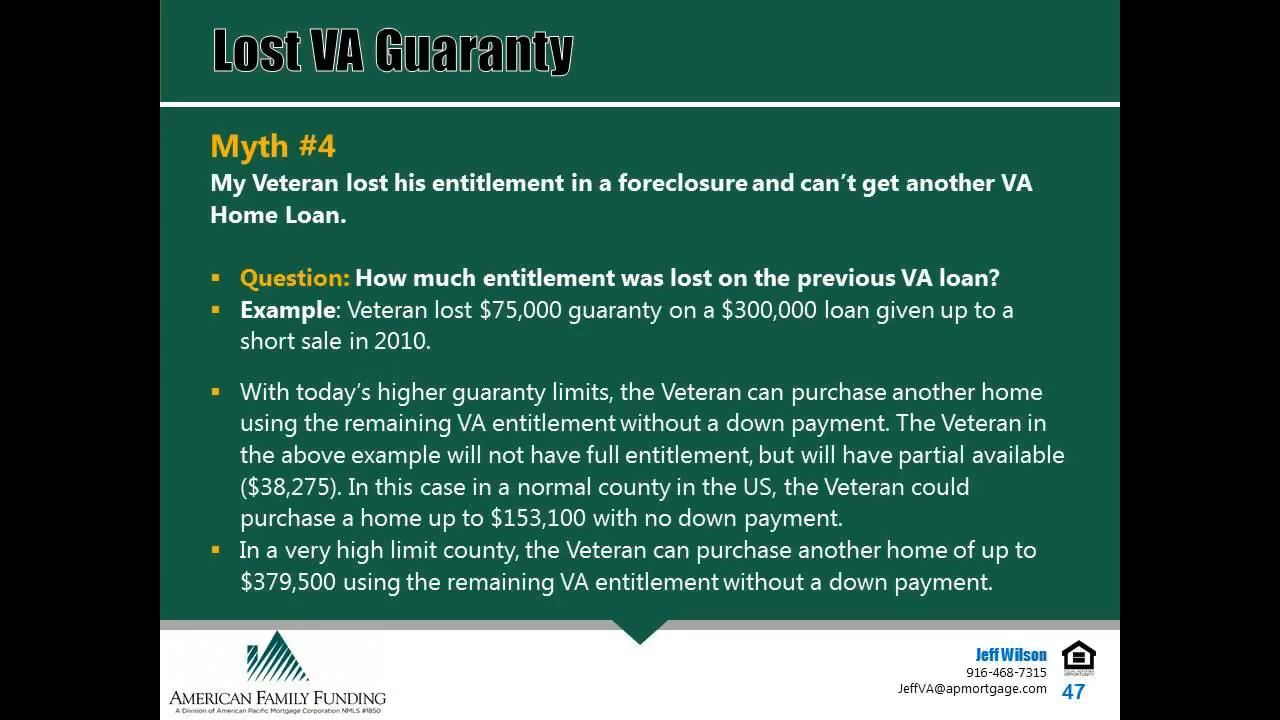 Lost VA Guaranty
Myth #4
My Veteran lost his entitlement in a foreclosure and can’t get another VA
Home Loan.
▪ Question: How much entitlement was lost on the previous VA loan?
▪ Example: Veteran lost $75,000 guaranty on a $300,000 loan given up to a
short sale in 2010.
▪ With today’s higher guaranty limits, the Veteran can purchase another home
using the remaining VA entitlement without a down payment. The Veteran in
the above example will not have full entitlement, but will have partial available
($38,275). In this case in a normal county in the US, the Veteran could
purchase a home up to $153,100 with no down payment.
▪ In a very high limit county, the Veteran can purchase another home of up to
$379,500 using the remaining VA entitlement without a down payment.
AMERICAN FAMILY FUNDING
A Division of American Pacific Mortgage Corporation NMLS #1850
Jeff Wilson
916-468-7315
JeffVA@apmortgage.com
47